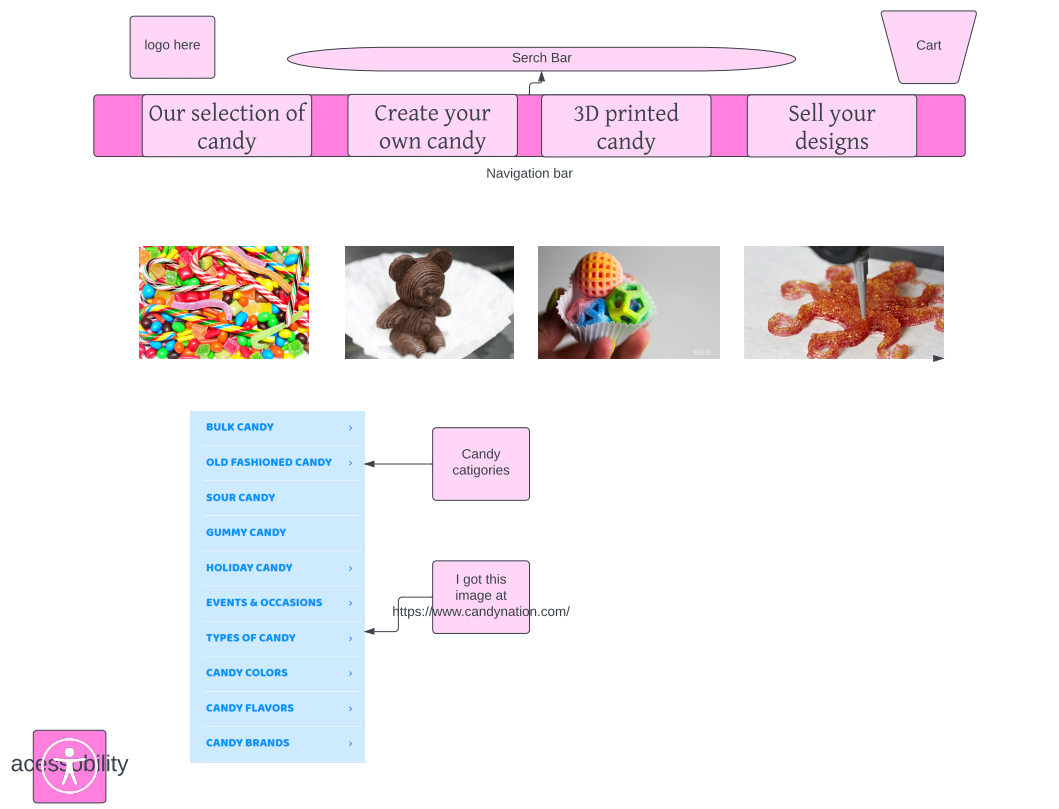 logo here
Serch Bar
Cart
Our selection of
candy
Create your
own candy
3D printed
candy
Sell your
designs
Navigation bar
BULK CANDY ›
OLD FASHIONED CANDY ›
SOUR CANDY
GUMMY CANDY
HOLIDAY CANDY ›
EVENTS & OCCASIONS ›
TYPES OF CANDY ›
CANDY COLORS ›
CANDY FLAVORS ›
CANDY BRANDS ›
Candy
catigories
I got this
image at
https://www.candynation.com/
acessobility